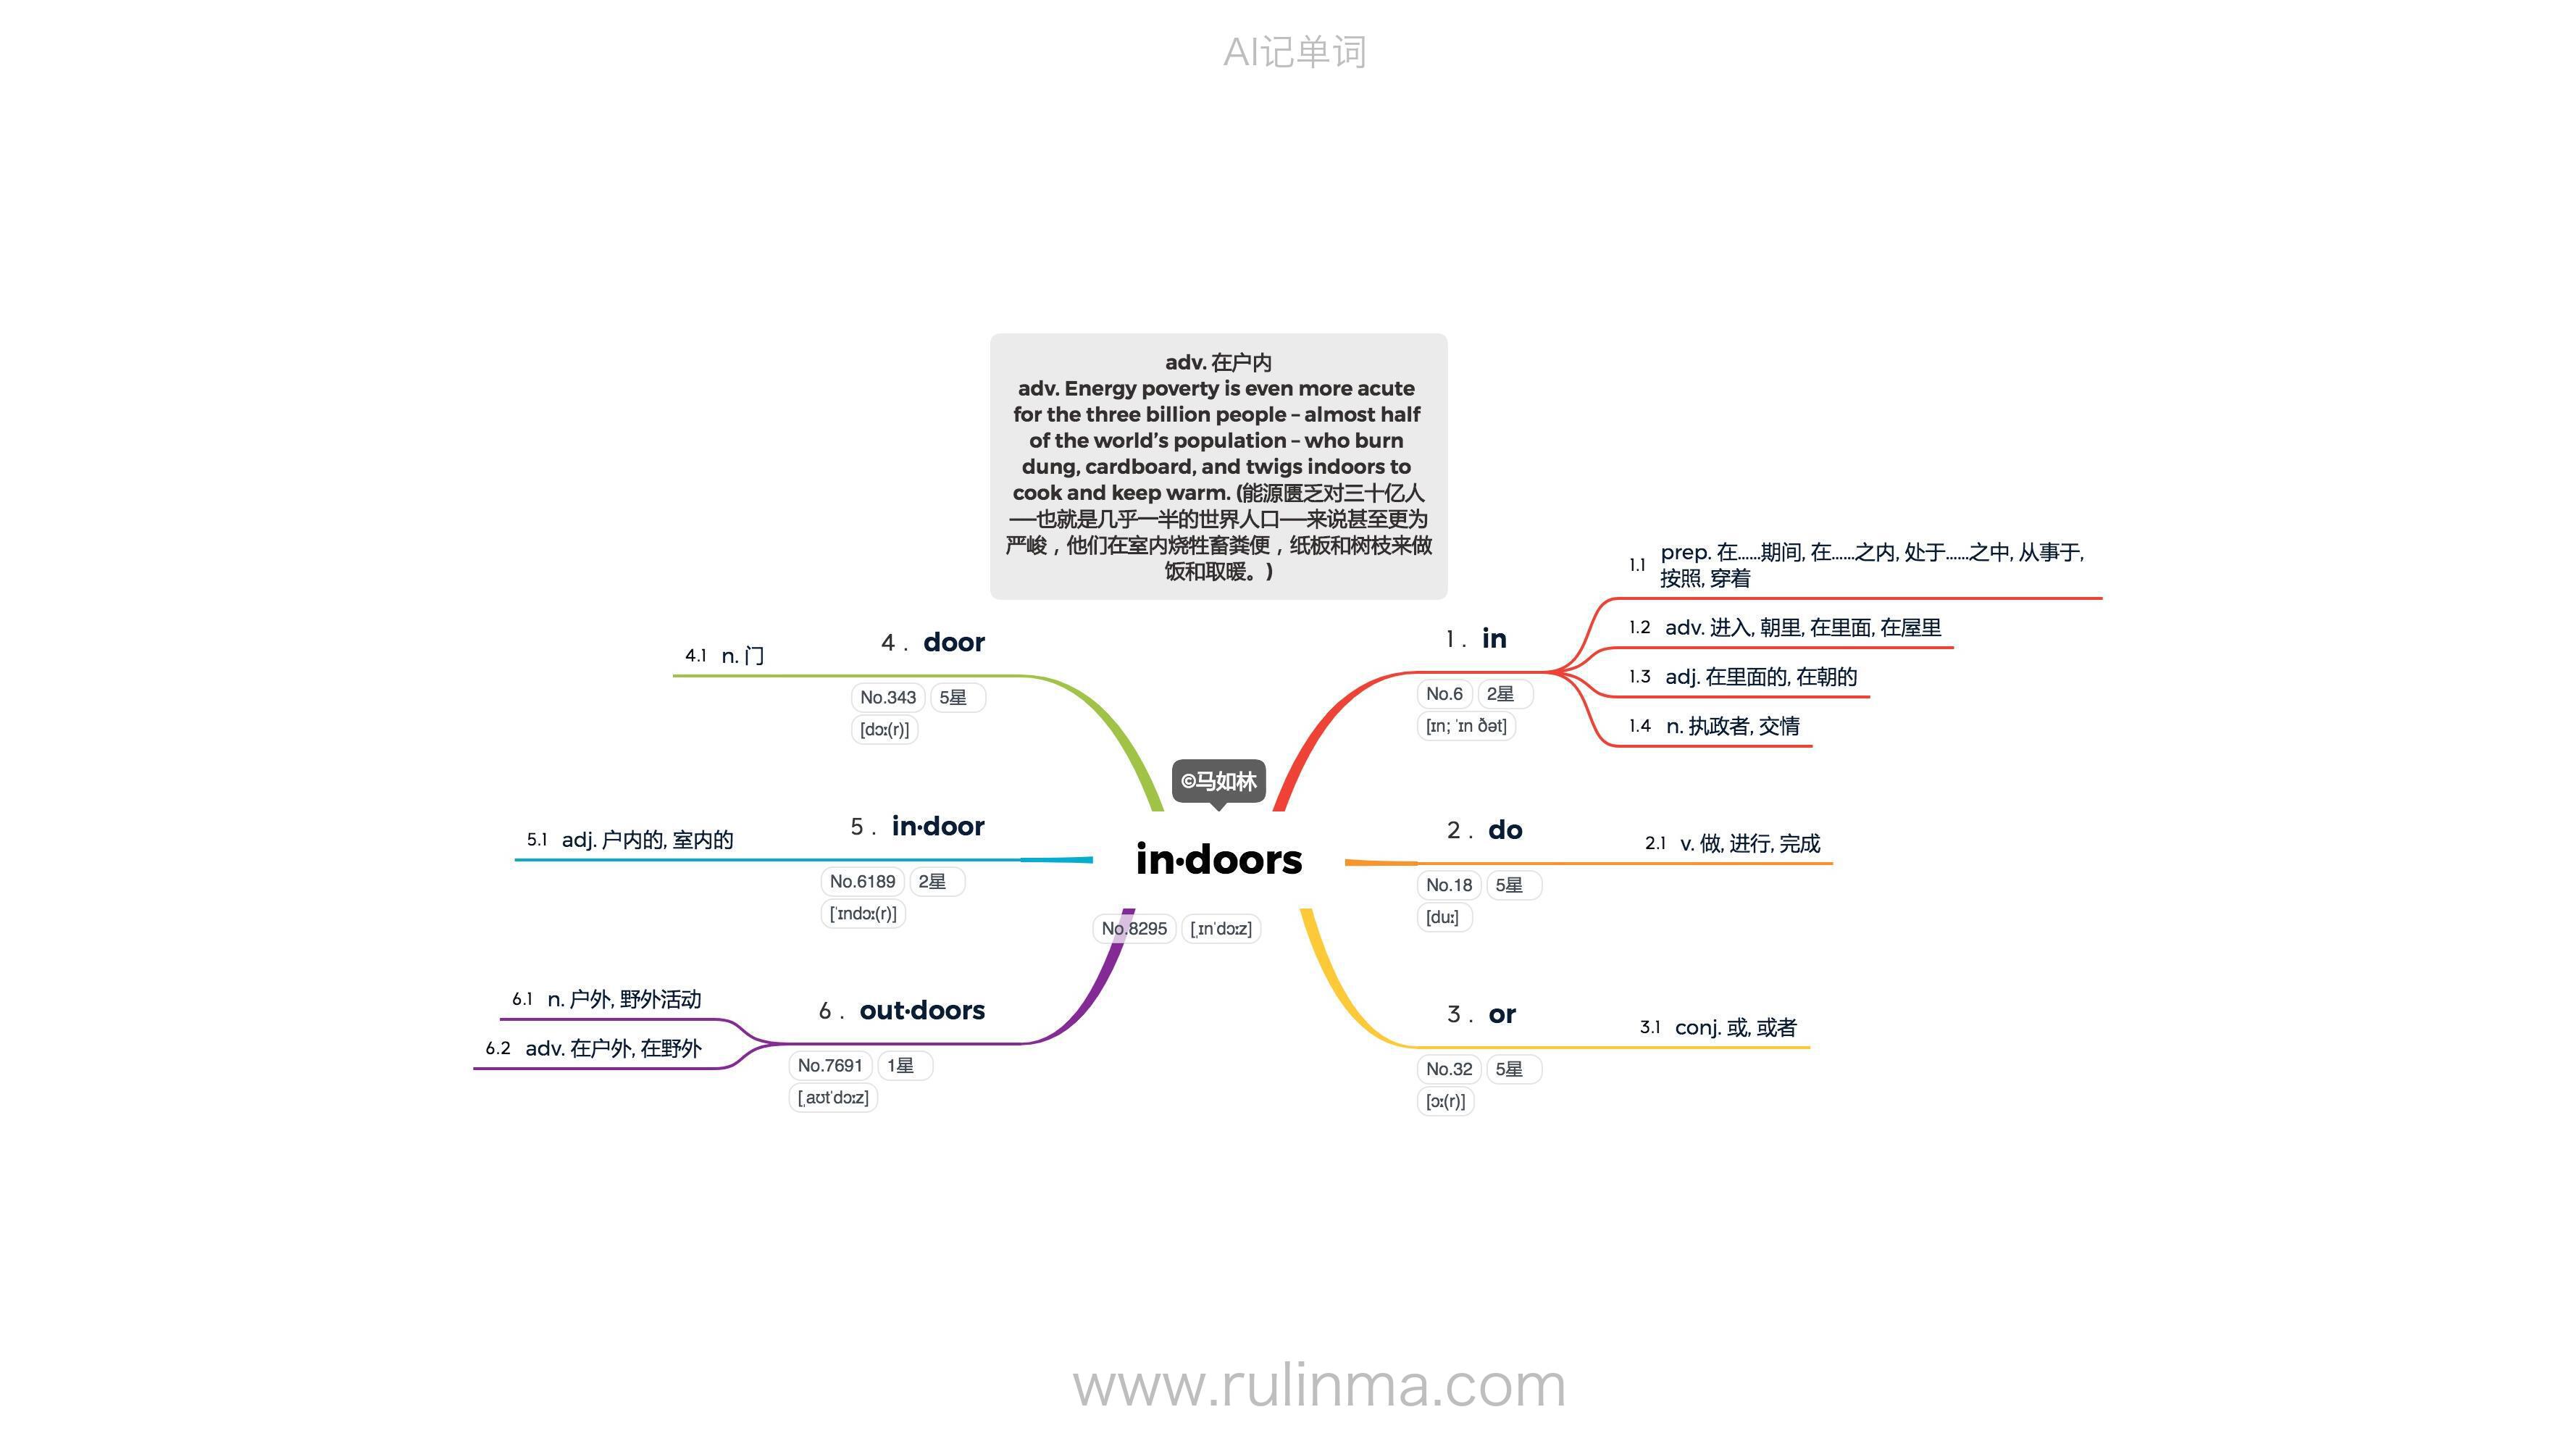 AI记单词
adv. 在户内
adv. Energy poverty is even more acute
for the three billion people – almost half
of the world’s population – who burn
dung, cardboard, and twigs indoors to
cook and keep warm. (能源匮乏对三十亿人
──也就是几乎一半的世界人口──来说甚至更为
严峻，他们在室内烧牲畜粪便，纸板和树枝来做
饭和取暖。)
©马如林
in·doors
No.8295 [ˌɪnˈdɔːz]
1. in
No.6 2星
[ɪn; ˈɪn ðət]
1.1 prep. 在……期间, 在……之内, 处于……之中, 从事于,
按照, 穿着
1.2 adv. 进入, 朝里, 在里面, 在屋里
1.3 adj. 在里面的, 在朝的
1.4 n. 执政者, 交情
2. do
No.18 5星
[duː]
2.1 v. 做, 进行, 完成
3. or
No.32 5星
[ɔː(r)]
3.1 conj. 或, 或者
4. door
No.343 5星
[dɔː(r)]
4.1 n. 门
5. in·door
No.6189 2星
[ˈɪndɔː(r)]
5.1 adj. 户内的, 室内的
6. out·doors
No.7691 1星
[ˌaʊtˈdɔːz]
6.1 n. 户外, 野外活动
6.2 adv. 在户外, 在野外
www.rulinma.com